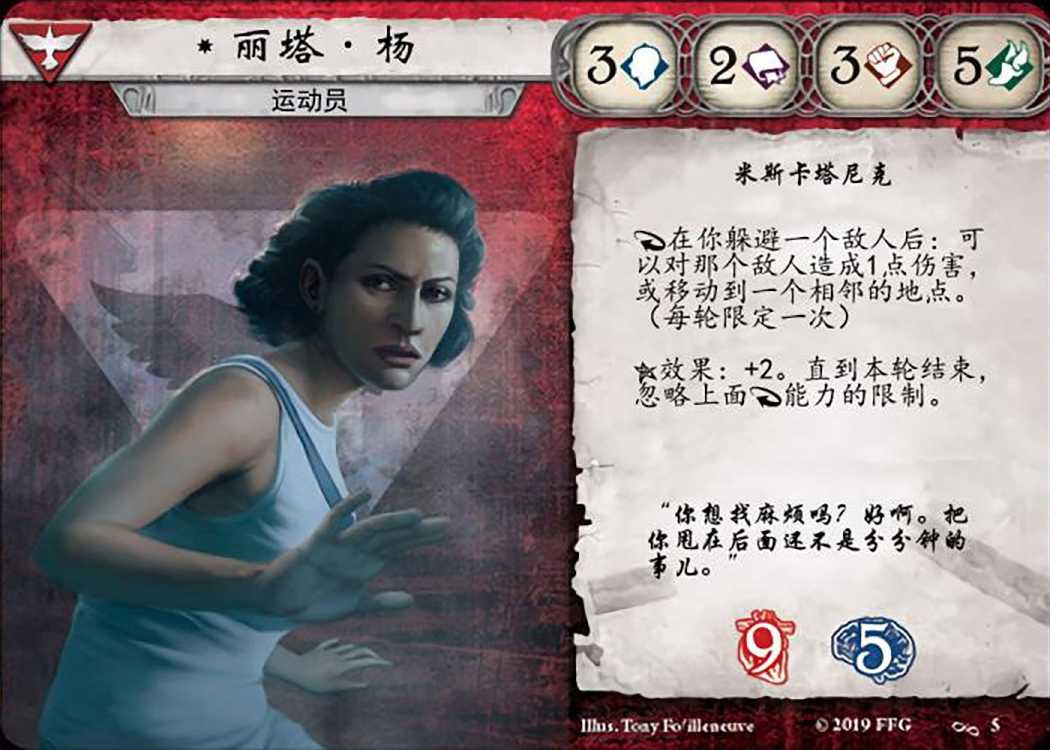 丽塔·杨
运动员
3 2 3 5
米斯卡塔尼克
在你躲避一个敌人后：可
以对那个敌人造成1点伤害，
或移动到一个相邻的地点。
（每轮限定一次）
效果：+2。直到本轮结束，
忽略上面能力的限制。
“你想找麻烦吗？好啊。把
你甩在后面还不是分分钟的
事儿。”
9 5
Illus. Tony Foti
© 2019 FFG
5